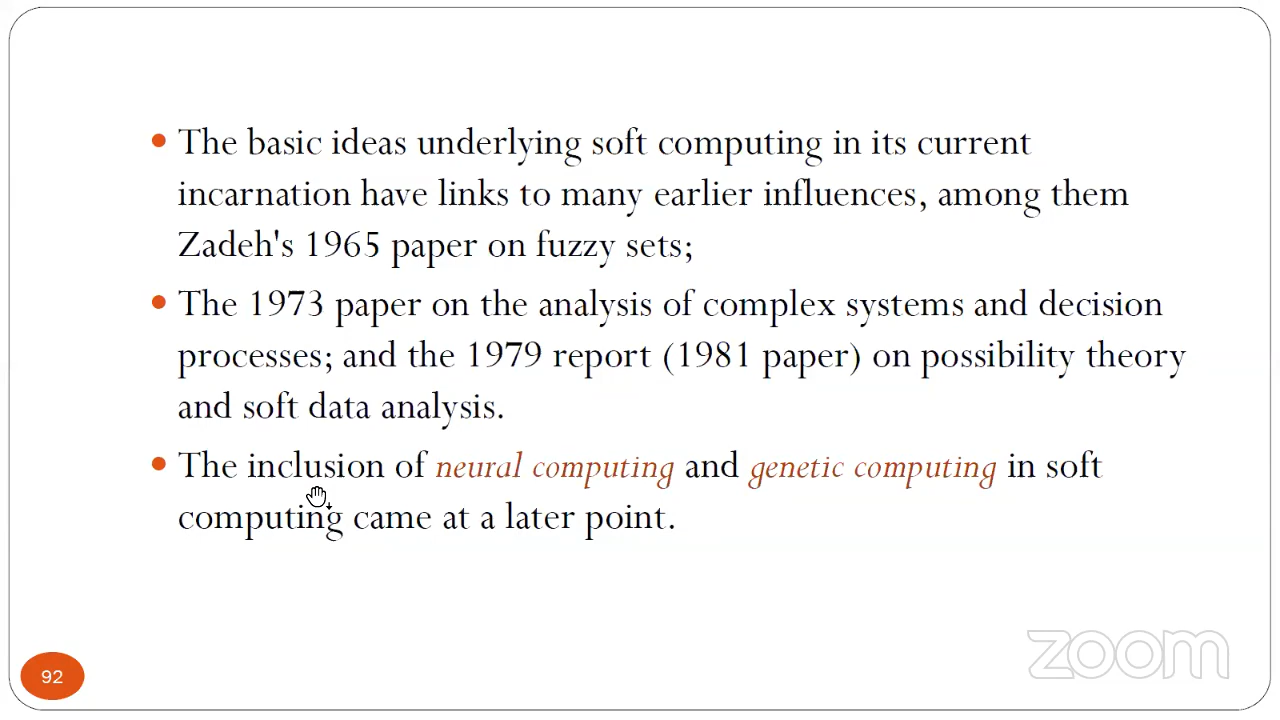 • The basic ideas underlying soft computing in its current
incarnation have links to many earlier influences, among them
Zadeh's 1965 paper on fuzzy sets;
• The 1973 paper on the analysis of complex systems and decision
processes; and the 1979 report (1981 paper) on possibility theory
and soft data analysis.
• The inclusion of neural computing and genetic computing in soft
computing came at a later point.
92
zoom